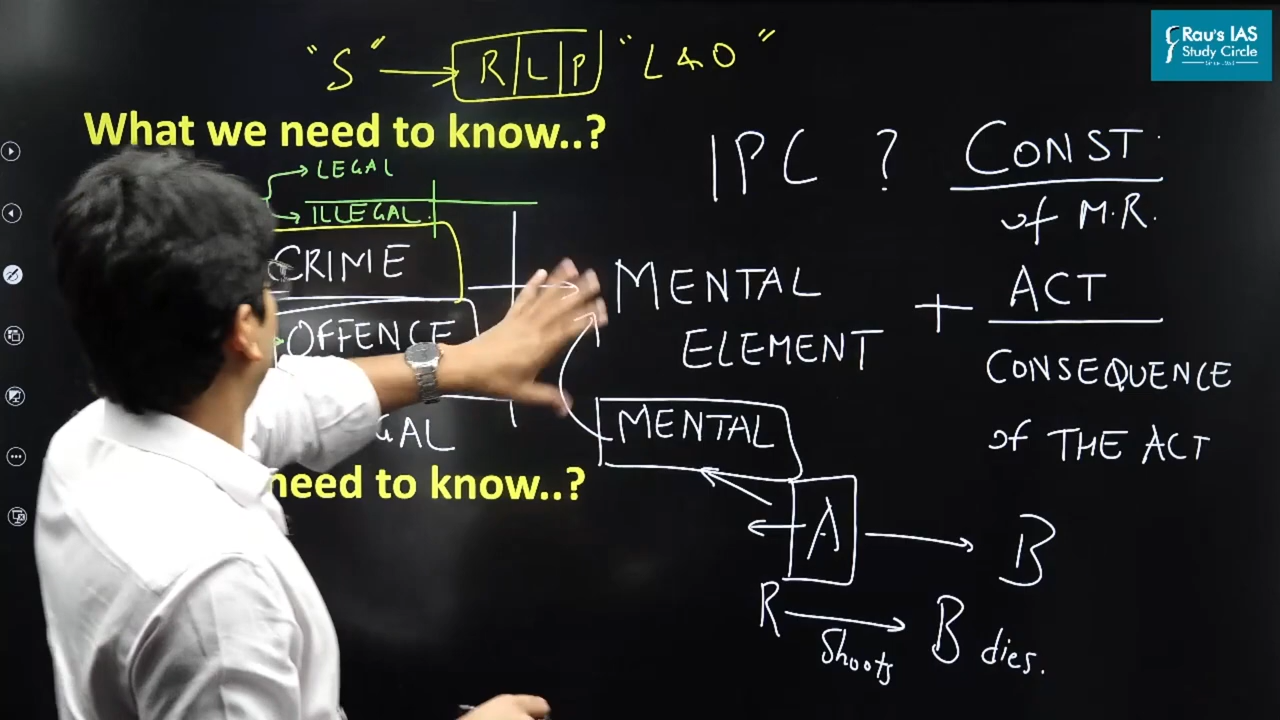 "S" → R|L|P "L & O"
Rau's IAS
Study Circle
What we need to know..?
LEGAL
ILLEGAL.
CRIME
OFFENCE
GAL
need to know..?
IPC ?
CONST.
of M.R.
MENTAL
ELEMENT
+
ACT
CONSEQUENCE
of THE ACT
MENTAL
A → B
R → B dies.
Shoots